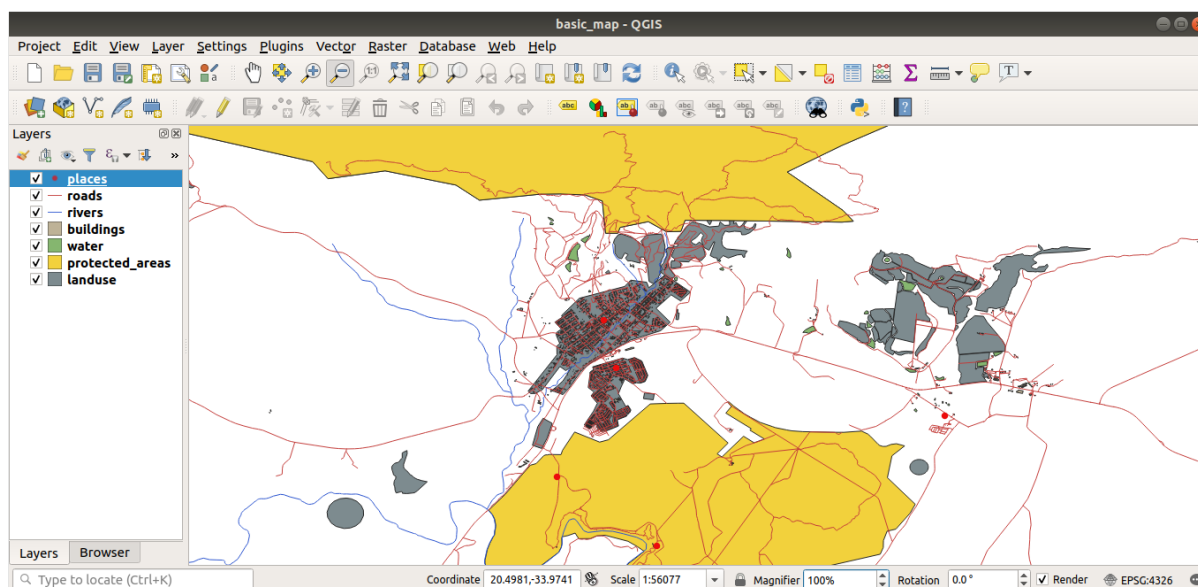 basic_map - QGIS
Project Edit View Layer Settings Plugins Vector Raster Database Web Help
Layers
places
roads
rivers
buildings
water
protected_areas
landuse
Layers Browser
Type to locate (Ctrl+K) Coordinate 20.4981,-33.9741 Scale 1:56077 Magnifier 100% Rotation 0.0° Render EPSG:4326